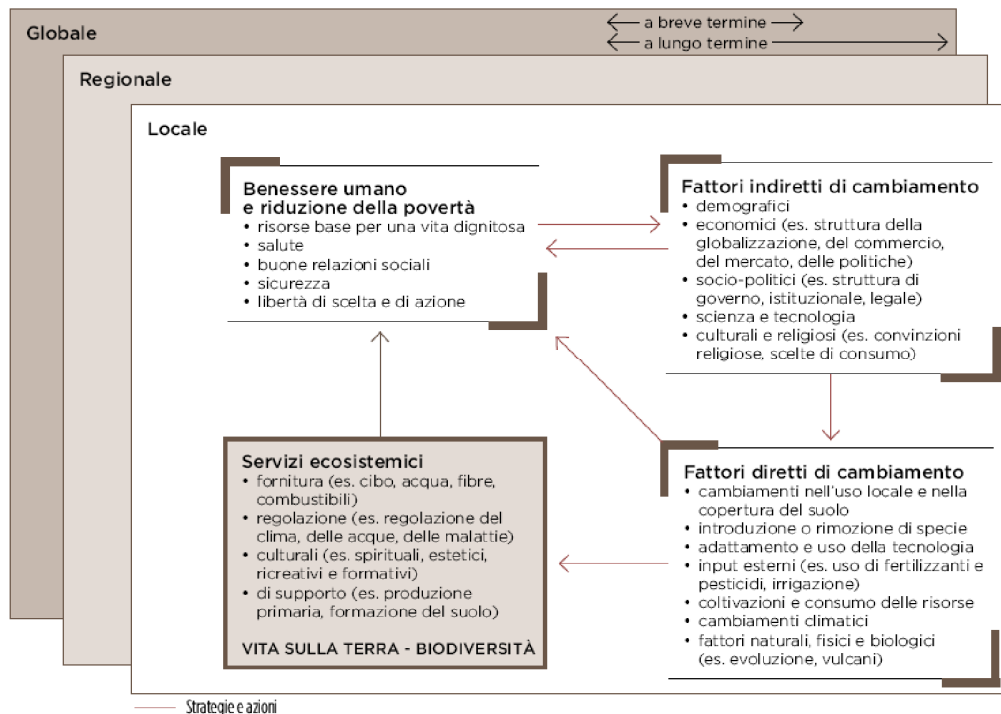 Globale
a breve termine
a lungo termine
Regionale
Locale
Benessere umano
e riduzione della povertà
• risorse base per una vita dignitosa
• salute
• buone relazioni sociali
• sicurezza
• libertà di scelta e di azione
Fattori indiretti di cambiamento
• demografici
• economici (es. struttura della
globalizzazione, del commercio,
del mercato, delle politiche)
• socio-politici (es. struttura di
governo, istituzionale, legale)
• scienza e tecnologia
• culturali e religiosi (es. convinzioni
religiose, scelte di consumo)
Servizi ecosistemici
• fornitura (es. cibo, acqua, fibre,
combustibili)
• regolazione (es. regolazione del
clima, delle acque, delle malattie)
• culturali (es. spirituali, estetici,
ricreativi e formativi)
• di supporto (es. produzione
primaria, formazione del suolo)
VITA SULLA TERRA - BIODIVERSITÀ
Fattori diretti di cambiamento
• cambiamenti nell'uso locale e nella
copertura del suolo
• introduzione o rimozione di specie
• adattamento e uso della tecnologia
• input esterni (es. uso di fertilizzanti e
pesticidi, irrigazione)
• coltivazioni e consumo delle risorse
• cambiamenti climatici
• fattori naturali, fisici e biologici
(es. evoluzione, vulcani)
Strategie e azioni